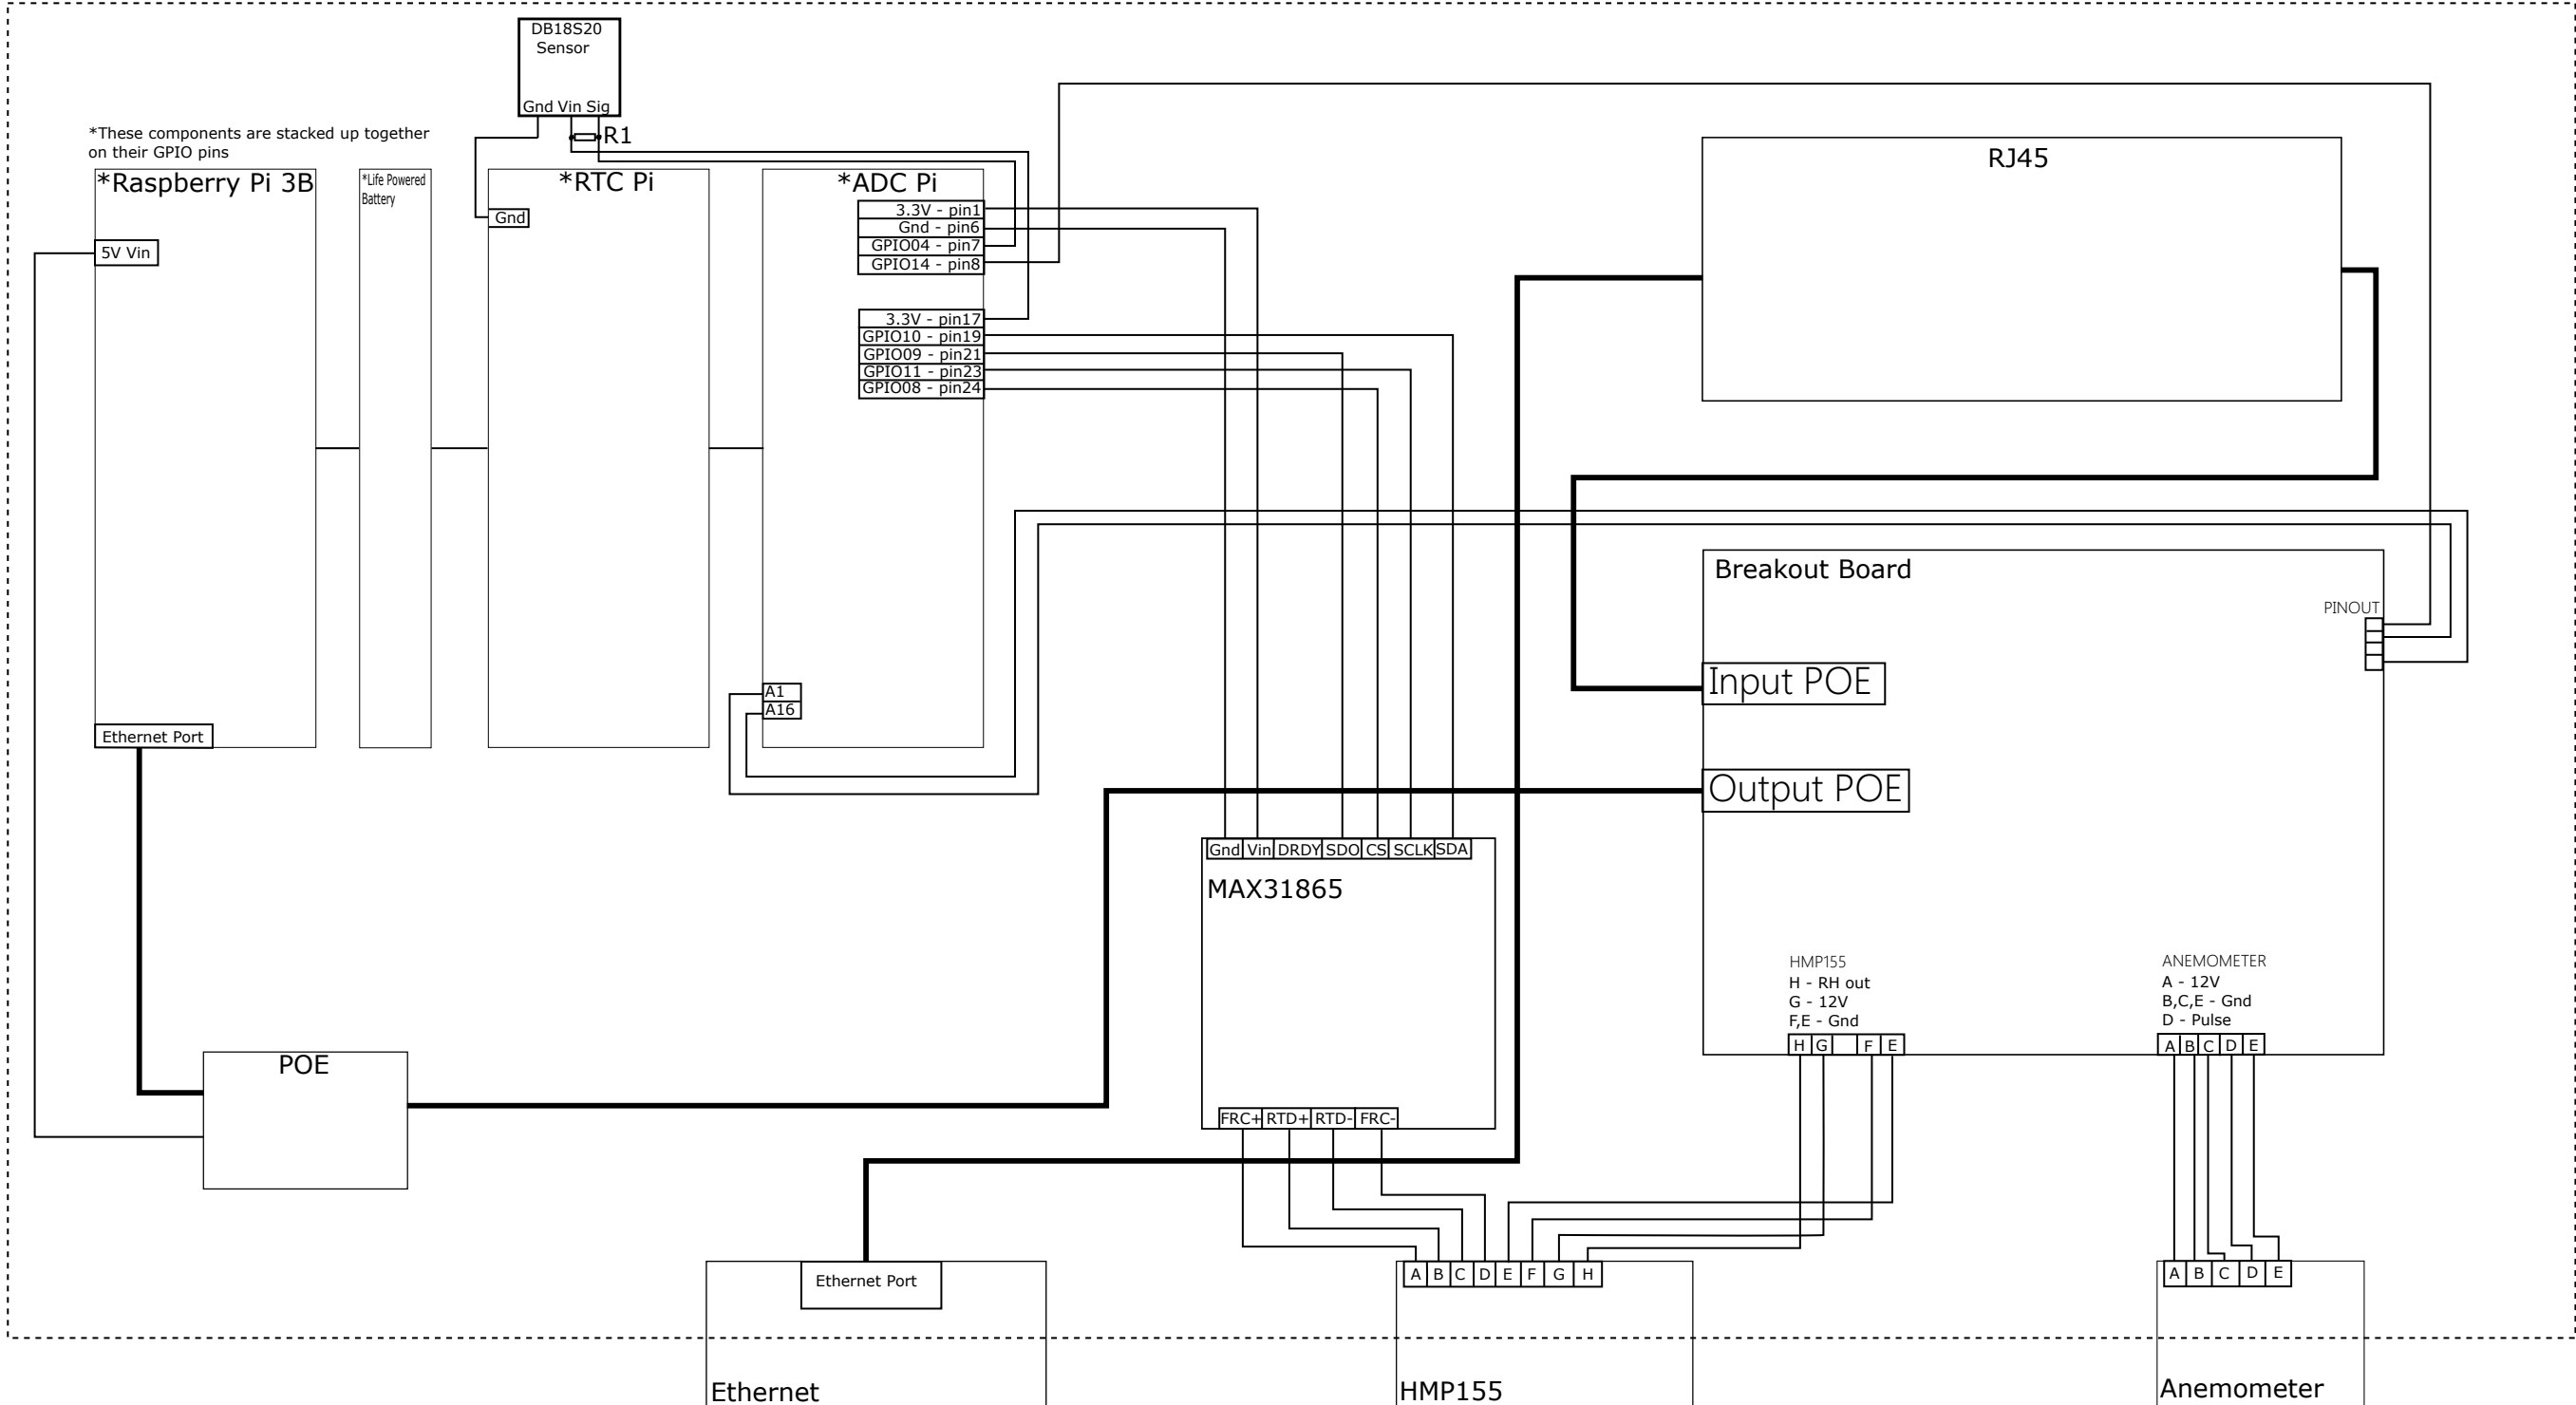 DB18S20
Sensor
Gnd Vin Sig
R1
*These components are stacked up together
on their GPIO pins
*Raspberry Pi 3B
5V Vin
Ethernet Port
*Life Powered
Battery
*RTC Pi
Gnd
*ADC Pi
3.3V - pin1
Gnd - pin6
GPIO04 - pin7
GPIO14 - pin8
3.3V - pin17
GPIO10 - pin19
GPIO09 - pin21
GPIO11 - pin23
GPIO08 - pin24
A1
A16
RJ45
Breakout Board
PINOUT
Input POE
Output POE
HMP155
H - RH out
G - 12V
F,E - Gnd
H G F E
ANEMOMETER
A - 12V
B,C,E - Gnd
D - Pulse
A B C D E
Gnd Vin DRDY SDO CS SCLK SDA
MAX31865
FRC+ RTD+ RTD- FRC-
POE
Ethernet Port
Ethernet
A B C D E F G H
HMP155
A B C D E
Anemometer